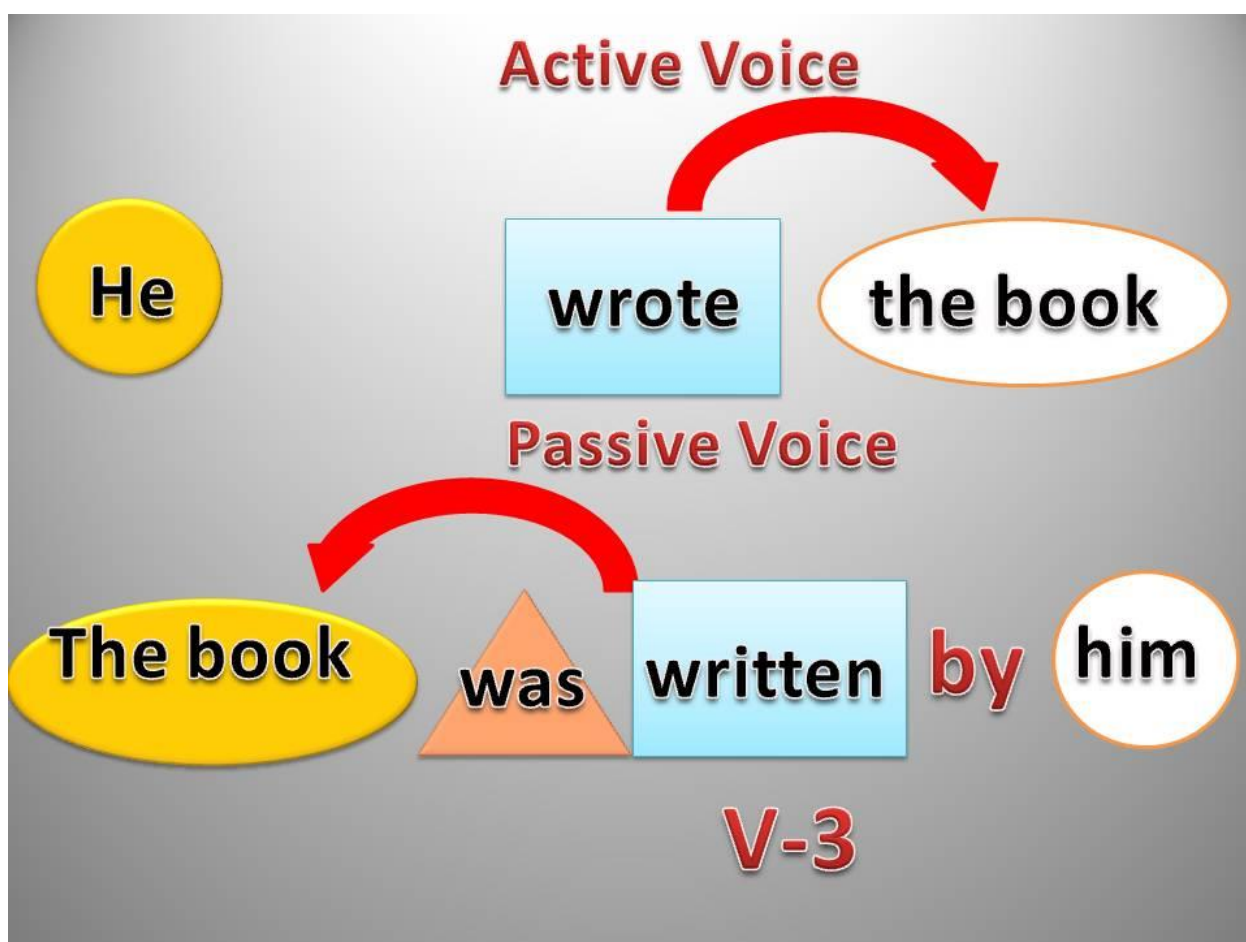 Active Voice
He wrote the book
Passive Voice
The book was written by him
V-3